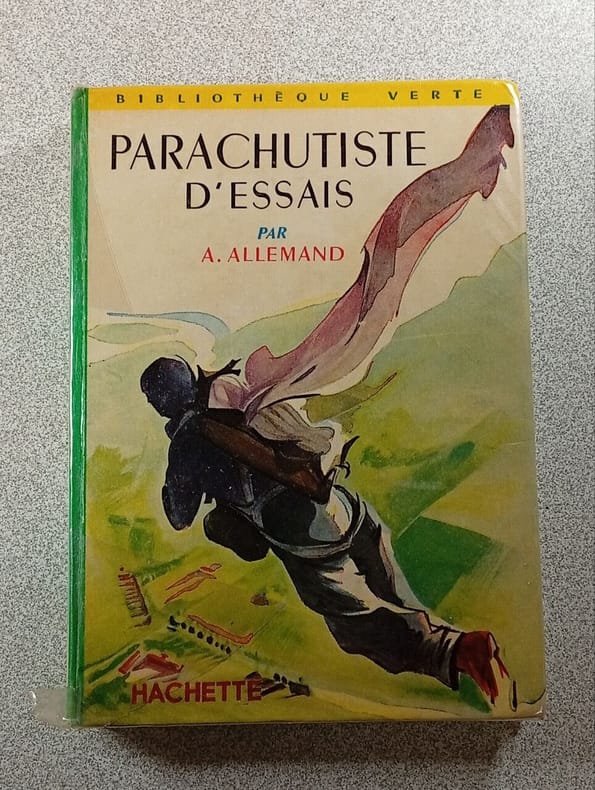 BIBLIOTHÈQUE VERTE
PARACHUTISTE
D'ESSAIS
PAR
A. ALLEMAND
HACHETTE